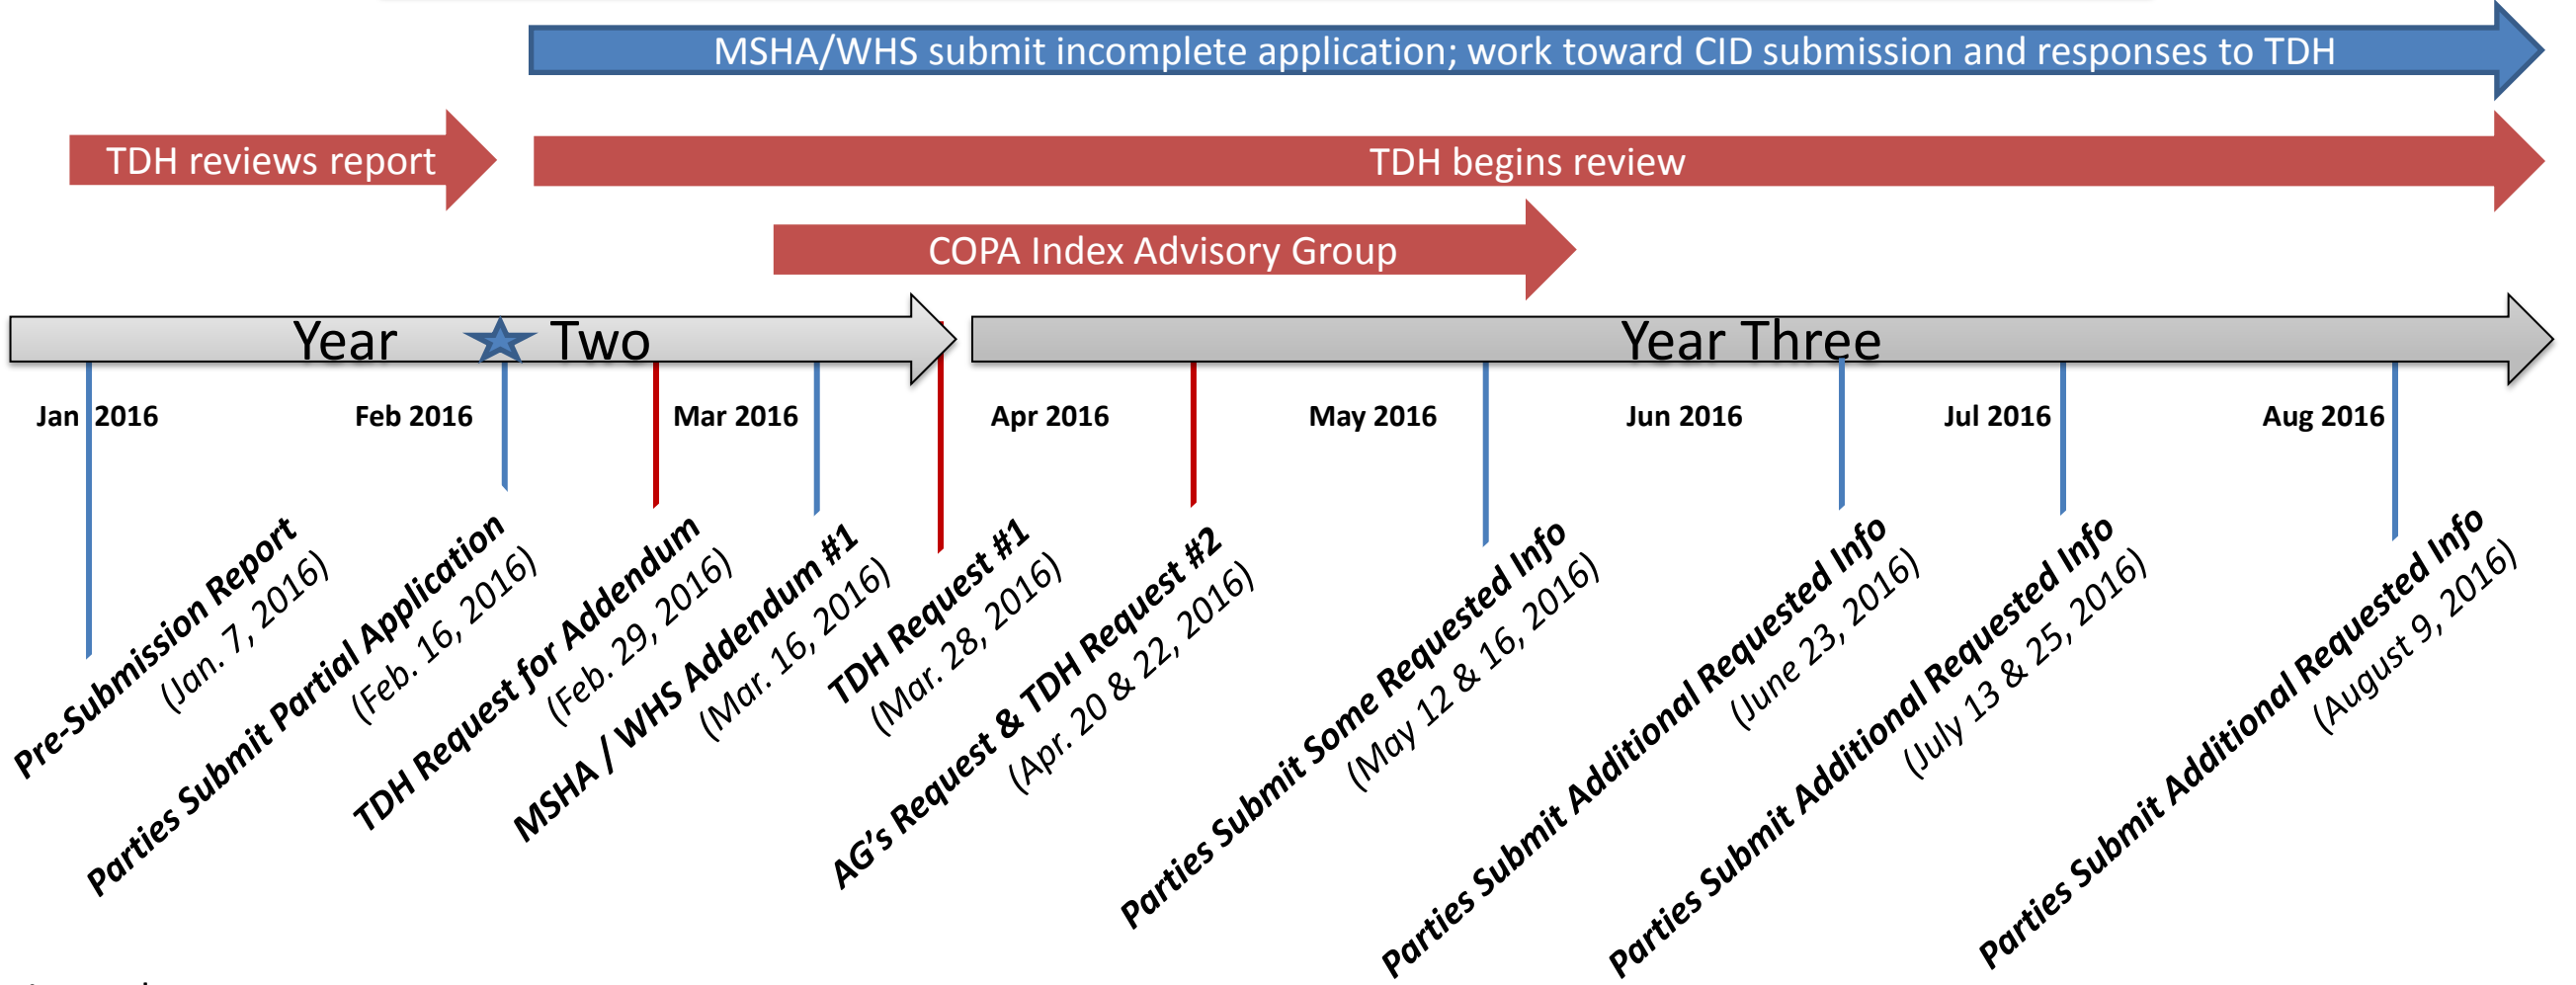 MSHA/WHS submit incomplete application; work toward CID submission and responses to TDH
TDH reviews report
TDH begins review
COPA Index Advisory Group
Year Two
Year Three
Jan 2016
Feb 2016
Mar 2016
Apr 2016
May 2016
Jun 2016
Jul 2016
Aug 2016
Pre-Submission Report
(Jan. 7, 2016)
Parties Submit Partial Application
(Feb. 16, 2016)
TDH Request for Addendum
(Feb. 29, 2016)
MSHA / WHS Addendum #1
(Mar. 16, 2016)
TDH Request #1
(Mar. 28, 2016)
AG's Request & TDH Request #2
(Apr. 20 & 22, 2016)
Parties Submit Some Requested Info
(May 12 & 16, 2016)
Parties Submit Additional Requested Info
(June 23, 2016)
Parties Submit Additional Requested Info
(July 13 & 25, 2016)
Parties Submit Additional Requested Info
(August 9, 2016)